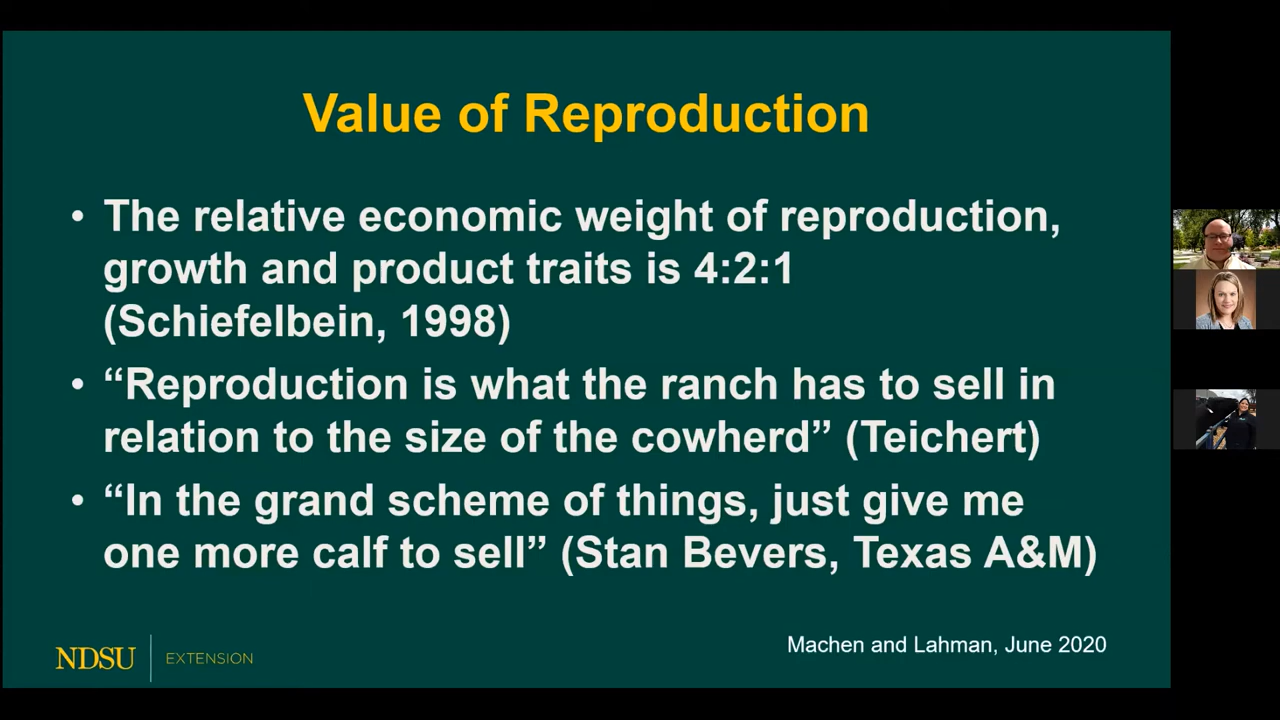 Value of Reproduction
• The relative economic weight of reproduction,
growth and product traits is 4:2:1
(Schiefelbein, 1998)
• “Reproduction is what the ranch has to sell in
relation to the size of the cowherd” (Teichert)
• “In the grand scheme of things, just give me
one more calf to sell” (Stan Bevers, Texas A&M)
Machen and Lahman, June 2020
NDSU EXTENSION